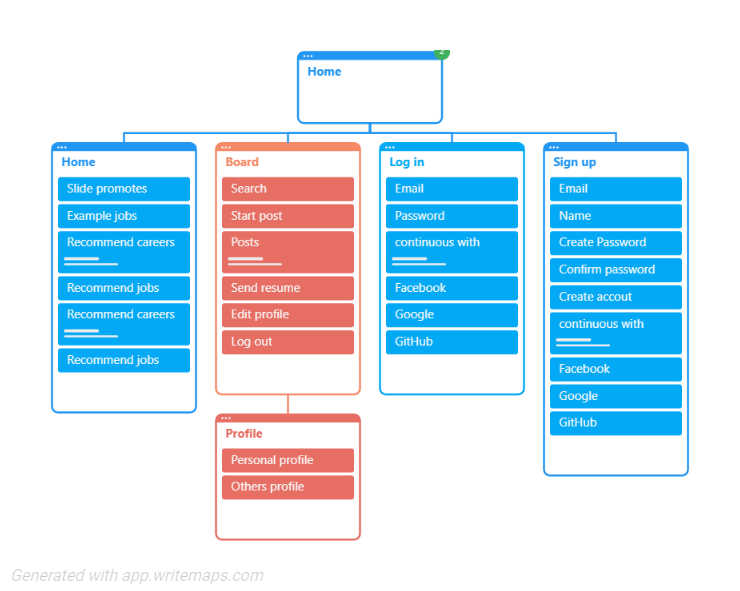 2
Home
Home
Slide promotes
Example jobs
Recommend careers
Recommend jobs
Recommend careers
Recommend jobs
Board
Search
Start post
Posts
Send resume
Edit profile
Log out
Profile
Personal profile
Others profile
Log in
Email
Password
continuous with
Facebook
Google
GitHub
Sign up
Email
Name
Create Password
Confirm password
Create accout
continuous with
Facebook
Google
GitHub
Generated with app.writemaps.com